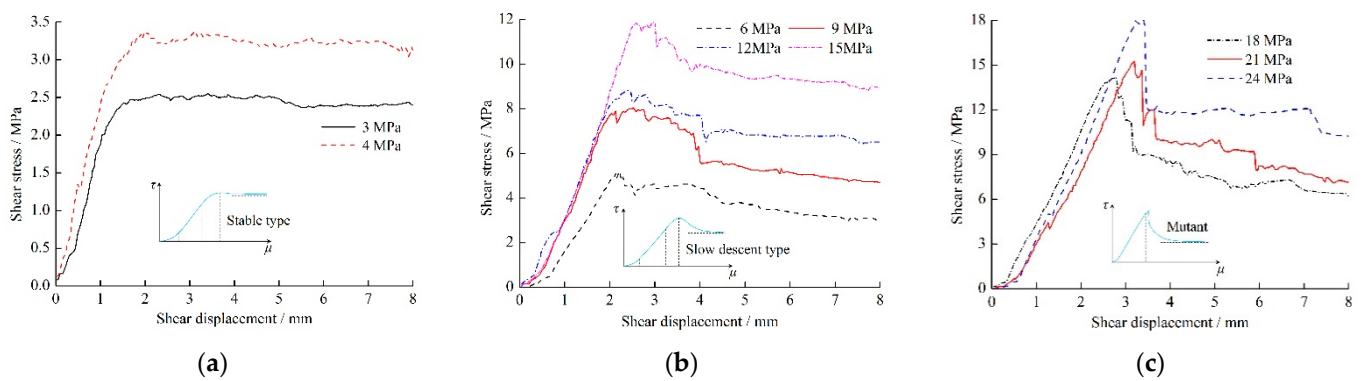 (a)
3.5
3.0
2.5
2.0
1.5
1.0
0.5
0.0
Shear stress / MPa
3 MPa
4 MPa
τ
Stable type
μ
0 1 2 3 4 5 6 7 8
Shear displacement / mm
(a)
(b)
12
10
8
6
4
2
0
Shear stress / MPa
6 MPa 9 MPa
12MPa 15MPa
τ
Slow descent type
μ
0 1 2 3 4 5 6 7 8
Shear displacement / mm
(b)
(c)
18
15
12
9
6
3
0
Shear stress / MPa
18 MPa
21 MPa
24 MPa
τ
Mutant
μ
0 1 2 3 4 5 6 7 8
Shear displacement / mm
(c)